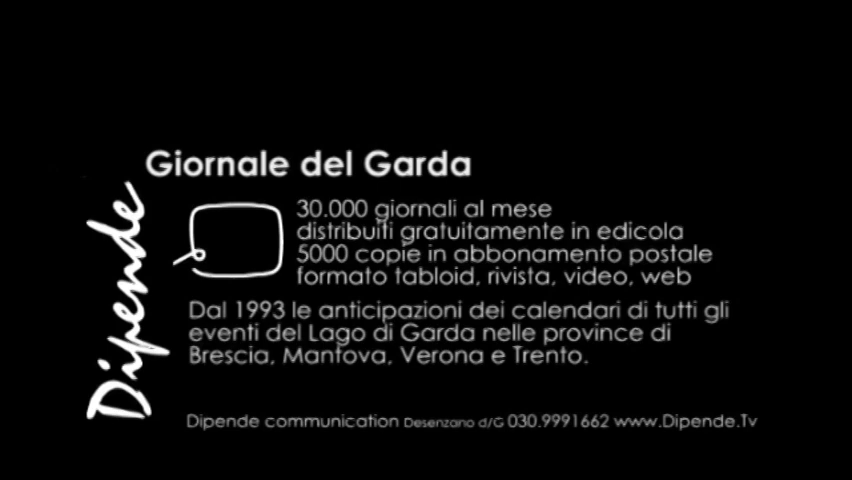 Giornale del Garda
Dipende
30.000 giornali al mese
distribuiti gratuitamente in edicola
5000 copie in abbonamento postale
formato tabloid, rivista, video, web
Dal 1993 le anticipazioni dei calendari di tutti gli
eventi del Lago di Garda nelle province di
Brescia, Mantova, Verona e Trento.
Dipende communication Desenzano d/G 030.9991662 www.Dipende.Tv